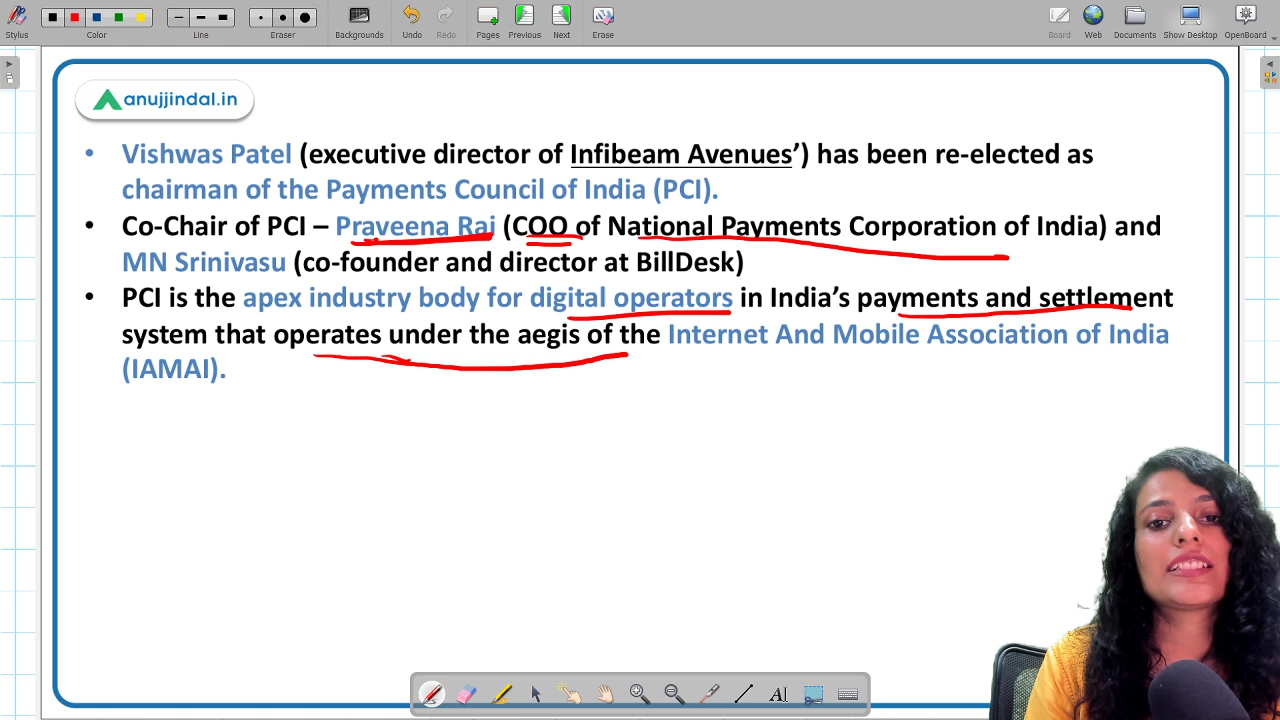 Stylus
Color
Line
Eraser
Backgrounds
Undo
Redo
Pages
Previous
Next
Erase
Board
Web
Documents
Show Desktop
OpenBoard
anujjindal.in
• Vishwas Patel (executive director of Infibeam Avenues’) has been re-elected as
chairman of the Payments Council of India (PCI).
• Co-Chair of PCI – Praveena Rai (COO of National Payments Corporation of India) and
MN Srinivasu (co-founder and director at BillDesk)
• PCI is the apex industry body for digital operators in India’s payments and settlement
system that operates under the aegis of the Internet And Mobile Association of India
(IAMAI).